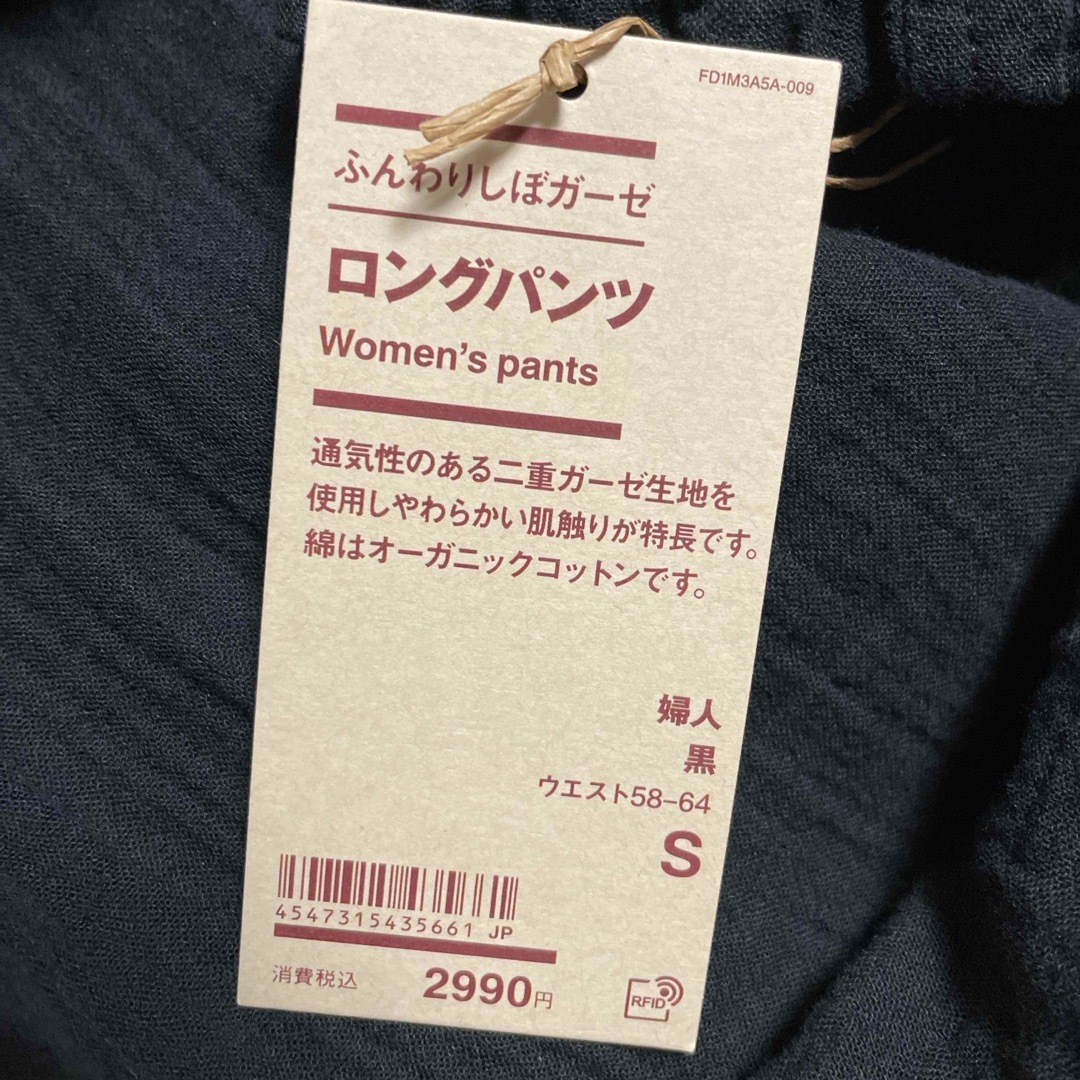 FD1M3A5A-009
ふんわりしぼガーゼ
ロングパンツ
Women's pants
通気性のある二重ガーゼ生地を
使用しやわらかい肌触りが特長です。
綿はオーガニックコットンです。
婦人
黒
ウエスト58-64
S
4547315435661 JP
消費税込 2990円
RFID